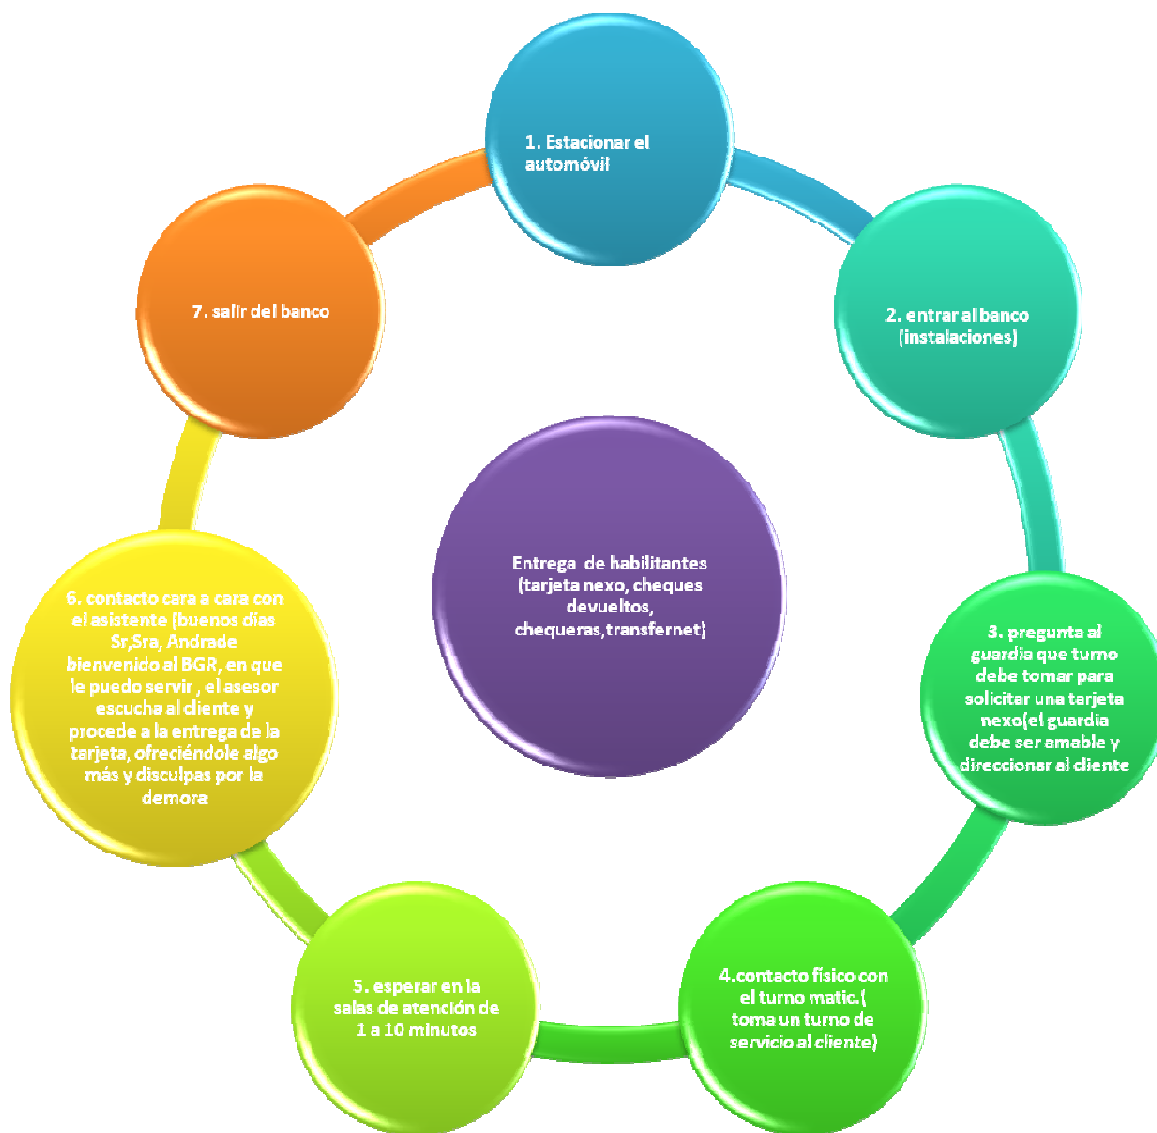 1. Estacionar el
automóvil
2. entrar al banco
(instalaciones)
3. pregunta al
guardia que turno
debe tomar para
solicitar una tarjeta
nexo(el guardia
debe ser amable y
direccionar al cliente
4.contacto físico con
el turno matic.(
toma un turno de
servicio al cliente)
5. esperar en la
salas de atención de
1 a 10 minutos
6. contacto cara a cara con
el asistente (buenos días
Sr,Sra, Andrade
bienvenido al BGR, en que
le puedo servir , el asesor
escucha al cliente y
procede a la entrega de la
tarjeta, ofreciéndole algo
más y disculpas por la
demora
7. salir del banco
Entrega de habilitantes
(tarjeta nexo, cheques
devueltos,
chequeras,transfernet)